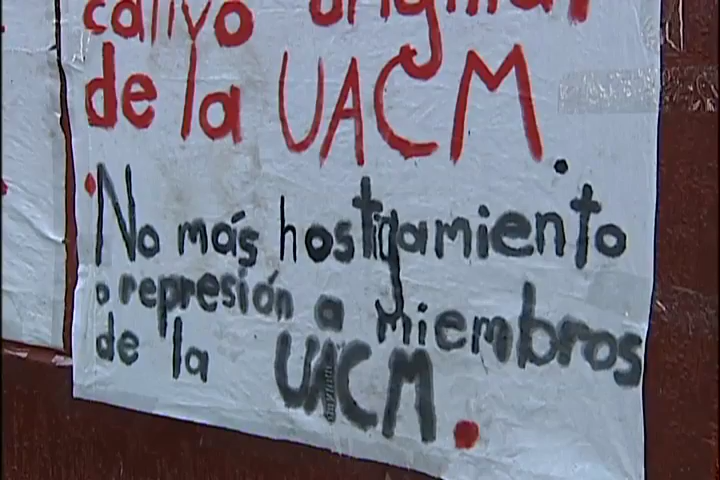 de la UACM.
·No más hostigamiento
o represión a miembros
de la UACM.